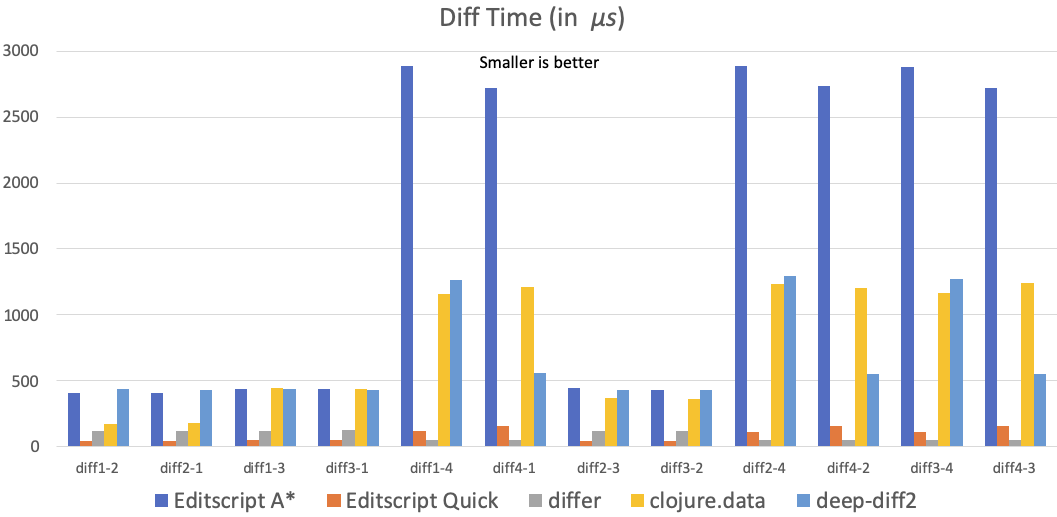 Diff Time (in μs)
Smaller is better
3000
2500
2000
1500
1000
500
0
diff1-2 diff2-1 diff1-3 diff3-1 diff1-4 diff4-1 diff2-3 diff3-2 diff2-4 diff4-2 diff3-4 diff4-3
Editscript A* Editscript Quick differ clojure.data deep-diff2